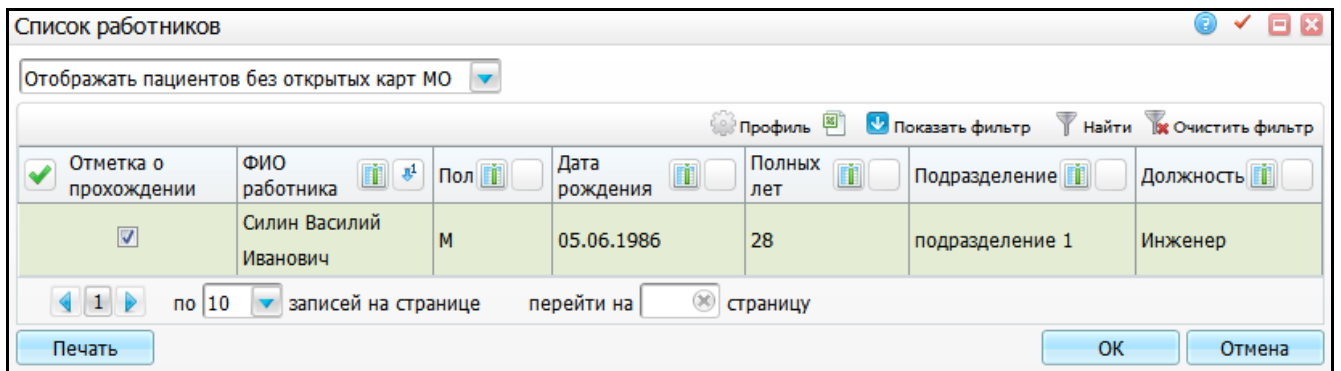 Список работников
Отображать пациентов без открытых карт МО
Профиль Показать фильтр Найти Очистить фильтр
Отметка о прохождении ФИО работника Пол Дата рождения Полных лет Подразделение Должность
Силин Василий Иванович М 05.06.1986 28 подразделение 1 Инженер
1 по 10 записей на странице перейти на страницу
Печать ОК Отмена